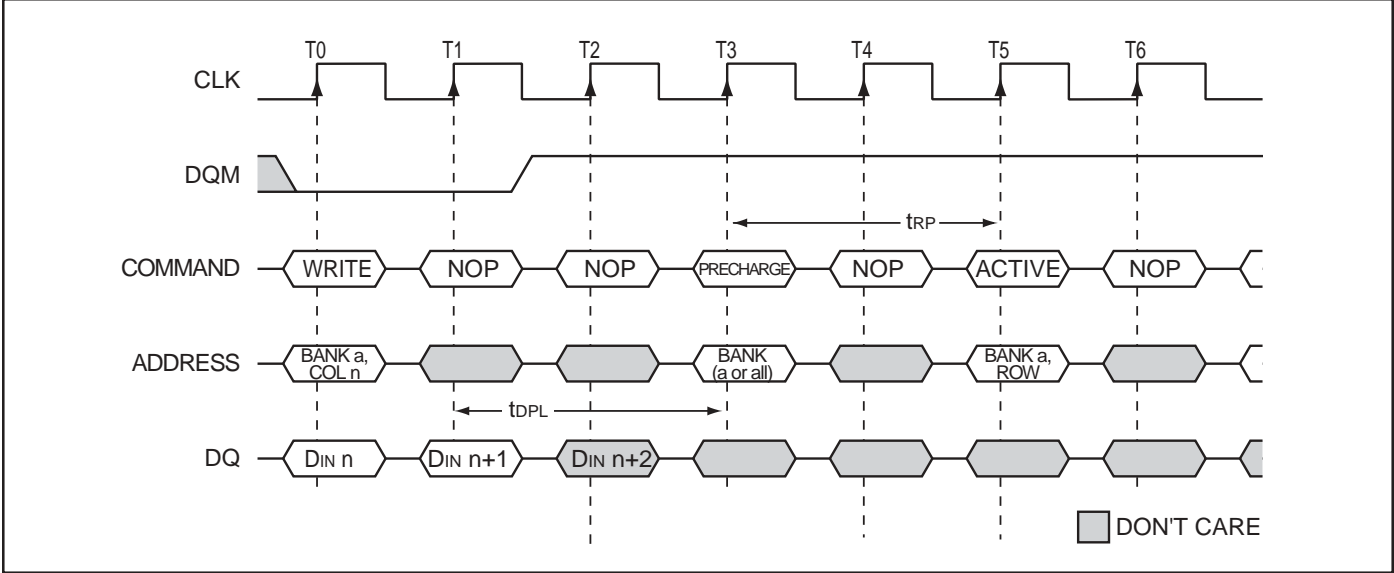 T0 T1 T2 T3 T4 T5 T6
CLK
DQM
tRP
COMMAND WRITE NOP NOP PRECHARGE NOP ACTIVE NOP
ADDRESS BANK a, COL n BANK (a or all) BANK a, ROW
tDPL
DQ DIN n DIN n+1 DIN n+2
DON'T CARE